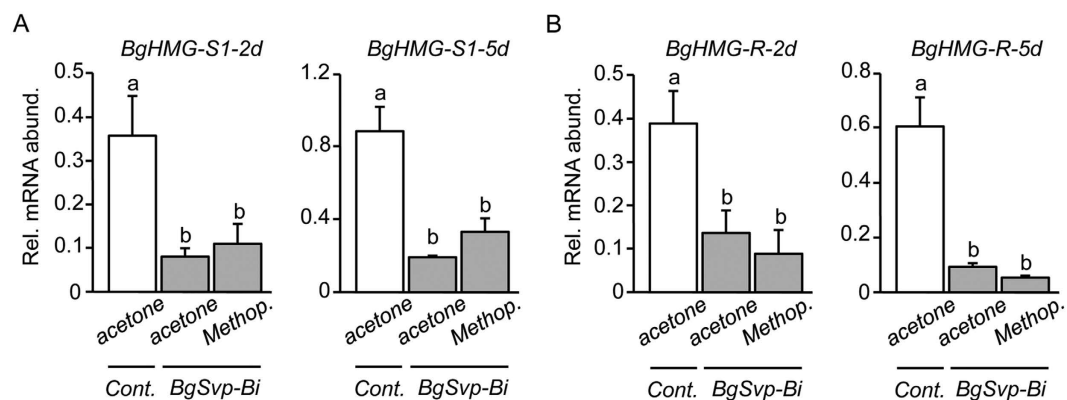 A
B
BgHMG-S1-2d
BgHMG-S1-5d
BgHMG-R-2d
BgHMG-R-5d
Rel. mRNA abund.
0.5
0.4
0.3
0.2
0.1
0
a
b
b
1.2
0.8
0.4
0
a
b
b
Rel. mRNA abund.
0.5
0.4
0.3
0.2
0.1
0
a
b
b
0.8
0.6
0.4
0.2
0
a
b
b
acetone
acetone
Methop.
acetone
acetone
Methop.
acetone
acetone
Methop.
acetone
acetone
Methop.
Cont. BgSvp-Bi
Cont. BgSvp-Bi
Cont. BgSvp-Bi
Cont. BgSvp-Bi